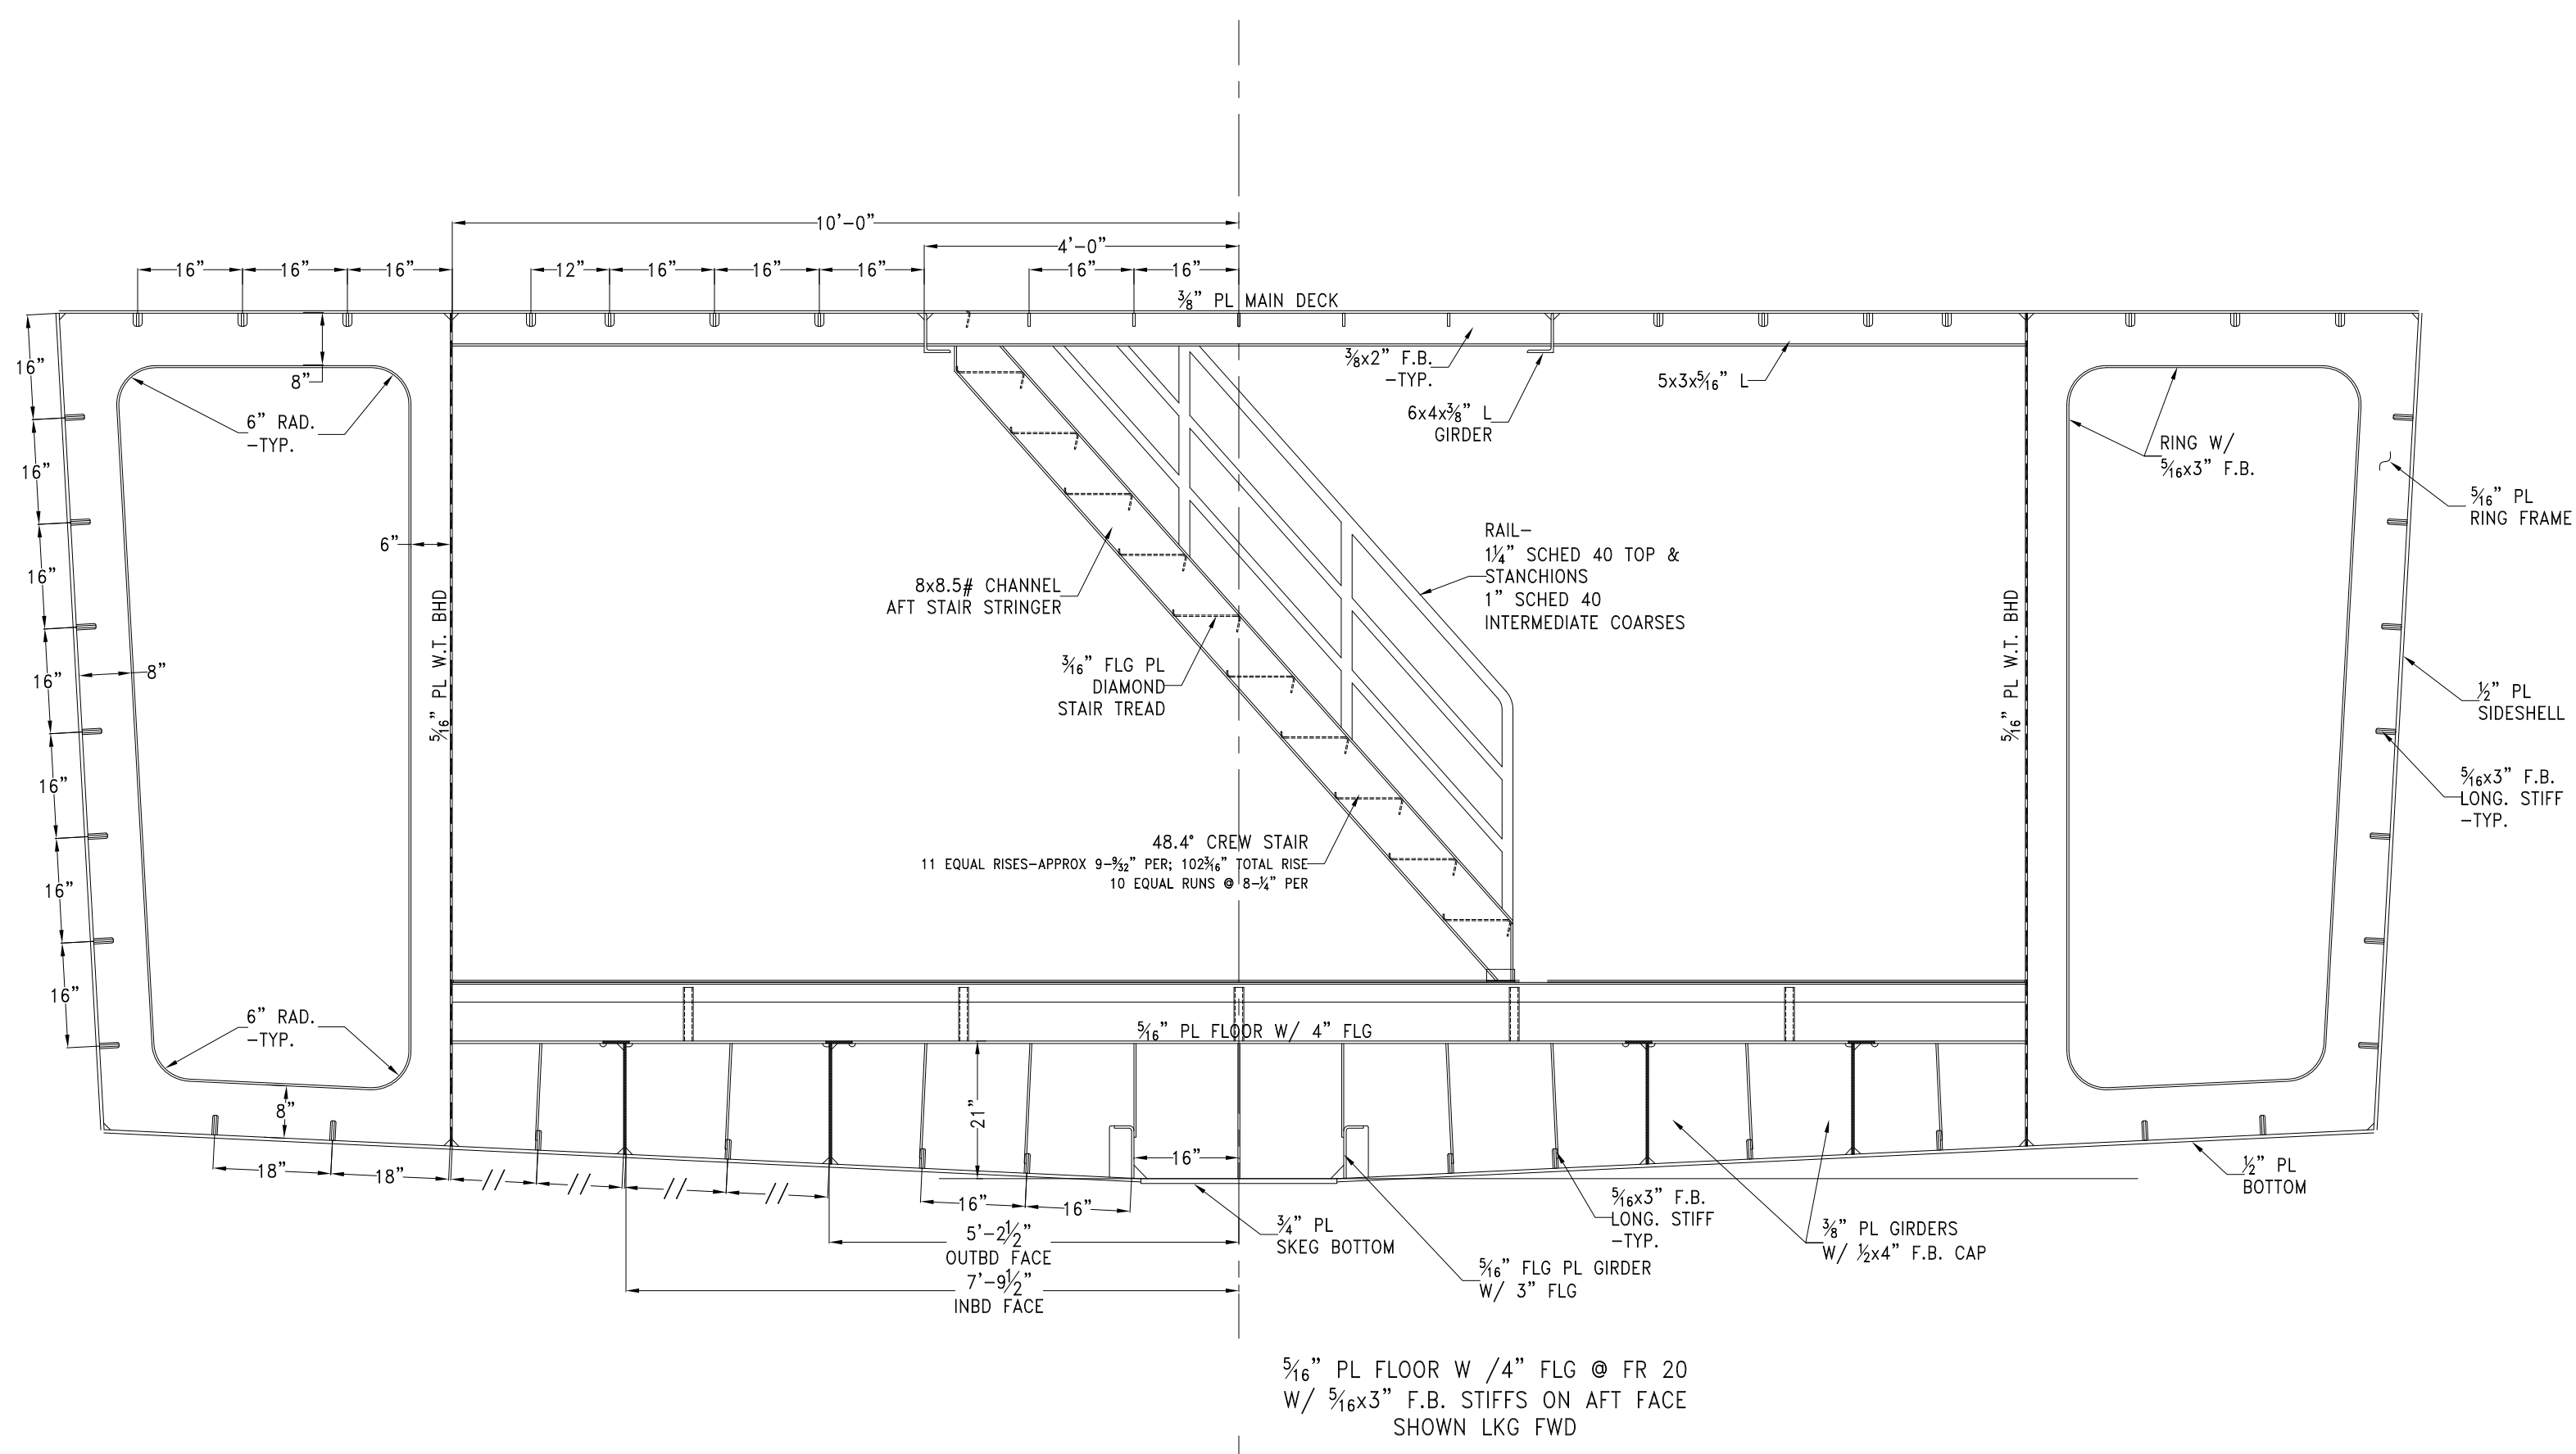 10'-0"
4'-0"
16" 16" 16" 12" 16" 16" 16" 16" 16"
3/8" PL MAIN DECK
16"
8"
3/8x2" F.B.
-TYP.
5x3x5/16" L
6x4x3/8" L
GIRDER
6" RAD.
-TYP.
RING W/
5/16x3" F.B.
16"
5/16" PL
RING FRAME
6"
RAIL-
1 1/4" SCHED 40 TOP &
STANCHIONS
1" SCHED 40
INTERMEDIATE COARSES
16"
8x8.5# CHANNEL
AFT STAIR STRINGER
5/16" PL W.T. BHD
5/16" PL W.T. BHD
8"
16"
3/16" FLG PL
DIAMOND
STAIR TREAD
1/2" PL
SIDESHELL
16"
5/16x3" F.B.
LONG. STIFF
-TYP.
48.4° CREW STAIR
11 EQUAL RISES-APPROX 9-9/32" PER; 102 3/16" TOTAL RISE
10 EQUAL RUNS @ 8-1/4" PER
16"
16"
6" RAD.
-TYP.
5/16" PL FLOOR W/ 4" FLG
8"
21"
16"
18" 18" // // // //
16" 16"
1/2" PL
BOTTOM
5/16x3" F.B.
LONG. STIFF
-TYP.
3/4" PL
SKEG BOTTOM
3/8" PL GIRDERS
W/ 1/2x4" F.B. CAP
5'-2 1/2"
OUTBD FACE
5/16" FLG PL GIRDER
W/ 3" FLG
7'-9 1/2"
INBD FACE
5/16" PL FLOOR W /4" FLG @ FR 20
W/ 5/16x3" F.B. STIFFS ON AFT FACE
SHOWN LKG FWD